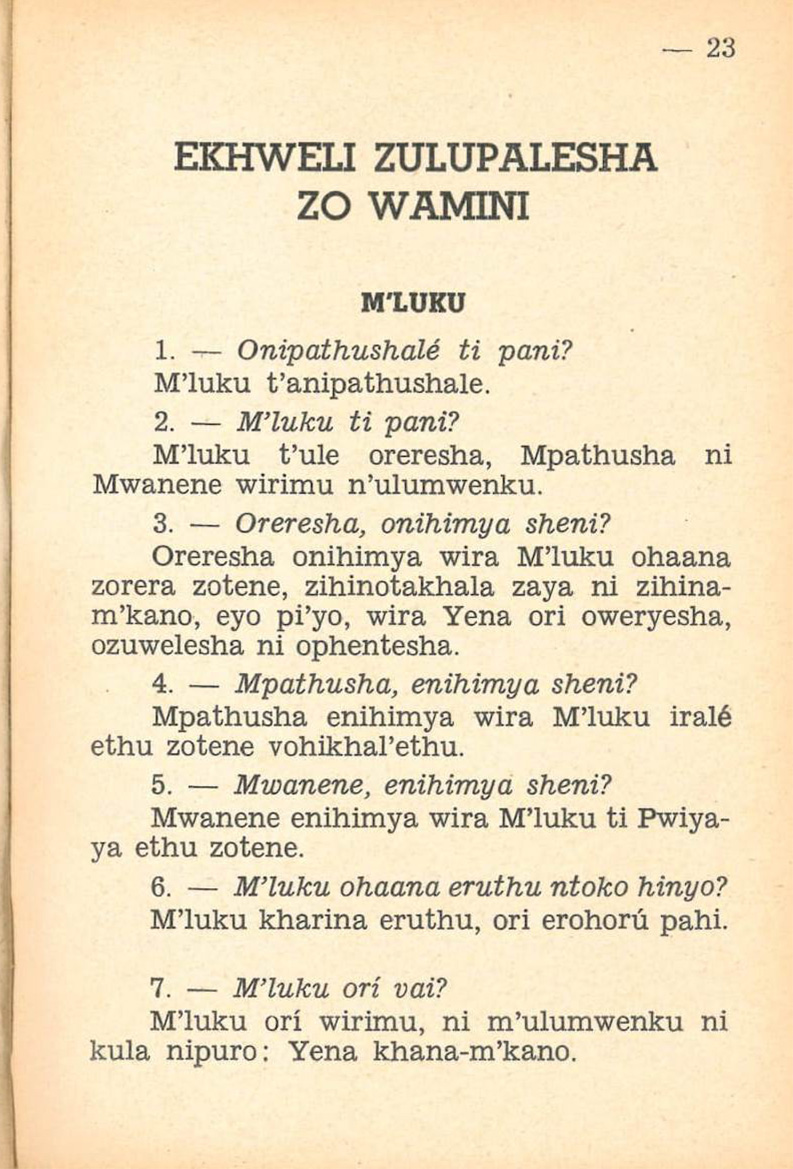 — 23
EKHWELI ZULUPALESHA
ZO WAMINI
M'LUKU
1. — Onipathushalé ti pani?
M'luku t'anipathushale.
2. — M'luku ti pani?
M'luku t'ule oreresha, Mpathusha ni
Mwanene wirimu n'ulumwenku.
3. — Oreresha, onihimya sheni?
Oreresha onihimya wira M'luku ohaana
zorera zotene, zihinotakhala zaya ni zihina-
m'kano, eyo pi'yo, wira Yena ori oweryesha,
ozuwelesha ni ophentesha.
4. — Mpathusha, enihimya sheni?
Mpathusha enihimya wira M'luku iralé
ethu zotene vohikhal'ethu.
5. — Mwanene, enihimya sheni?
Mwanene enihimya wira M'luku ti Pwiya-
ya ethu zotene.
6. — M'luku ohaana eruthu ntoko hinyo?
M'luku kharina eruthu, ori erohorú pahi.
7. — M'luku orí vai?
M'luku orí wirimu, ni m'ulumwenku ni
kula nipuro: Yena khana-m'kano.